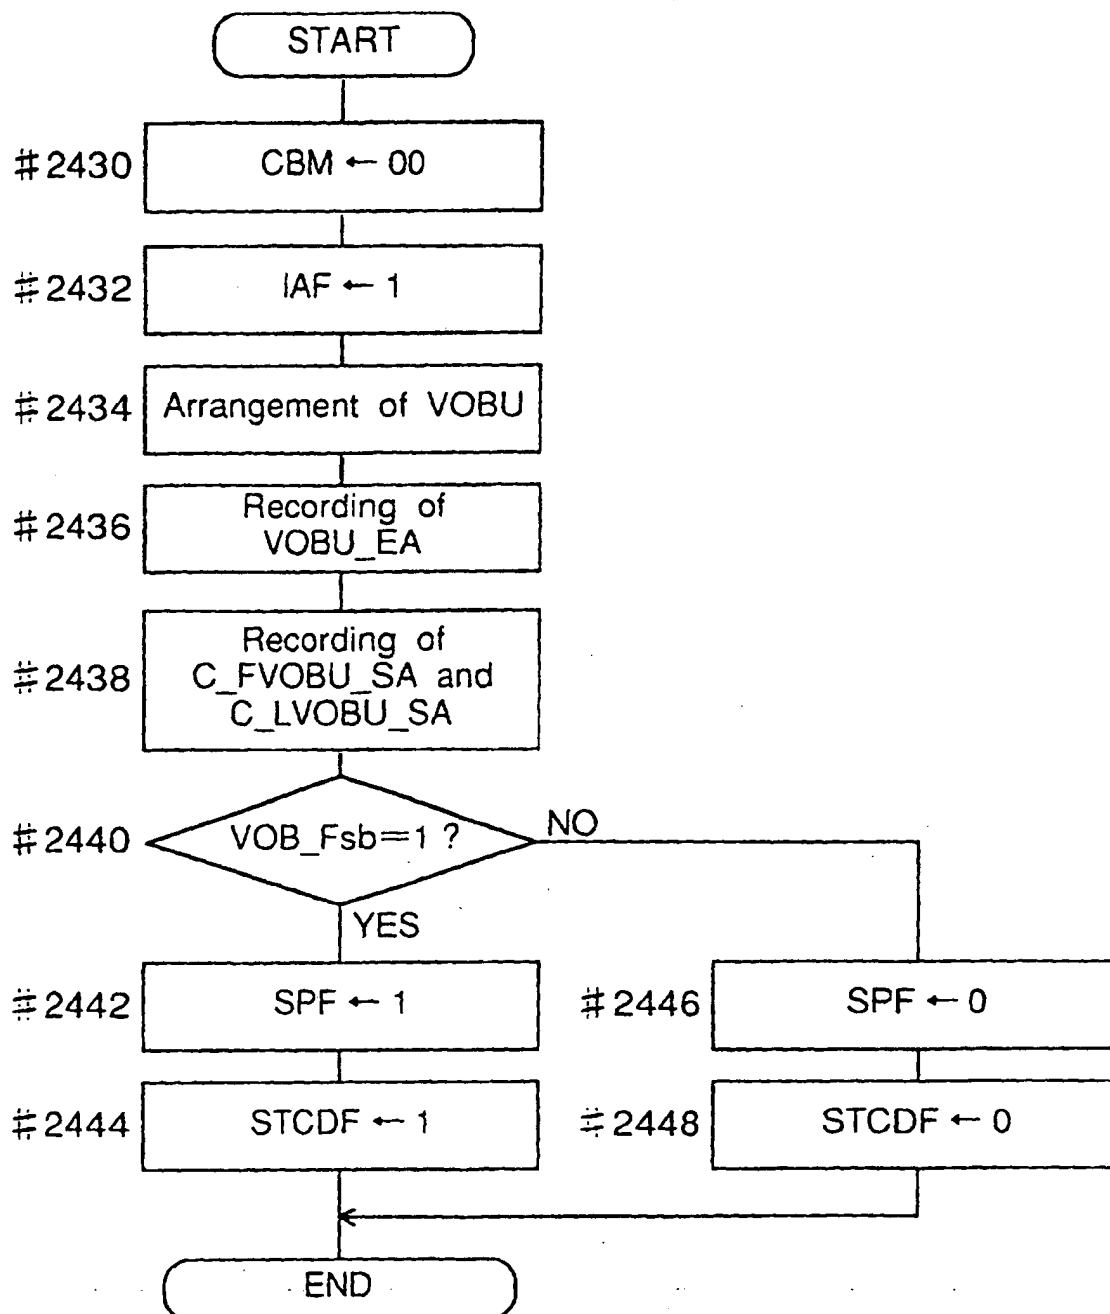 START
#2430
CBM ← 00
#2432
IAF ← 1
#2434
Arrangement of VOBU
#2436
Recording of
VOBU_EA
#2438
Recording of
C_FVOBU_SA and
C_LVOBU_SA
#2440
VOB_Fsb=1 ?
NO
YES
#2442
SPF ← 1
#2446
SPF ← 0
#2444
STCDF ← 1
#2448
STCDF ← 0
END